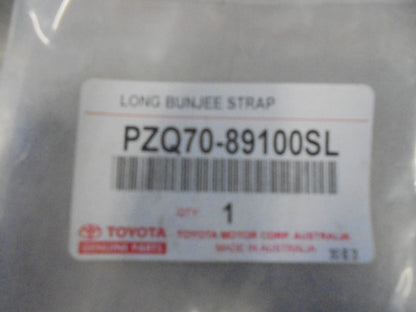 LONG BUNJEE STRAP
PZQ70-89100SL
QTY: 1
TOYOTA TOYOTA MOTOR CORP. AUSTRALIA
GENUINE PARTS MADE IN AUSTRALIA